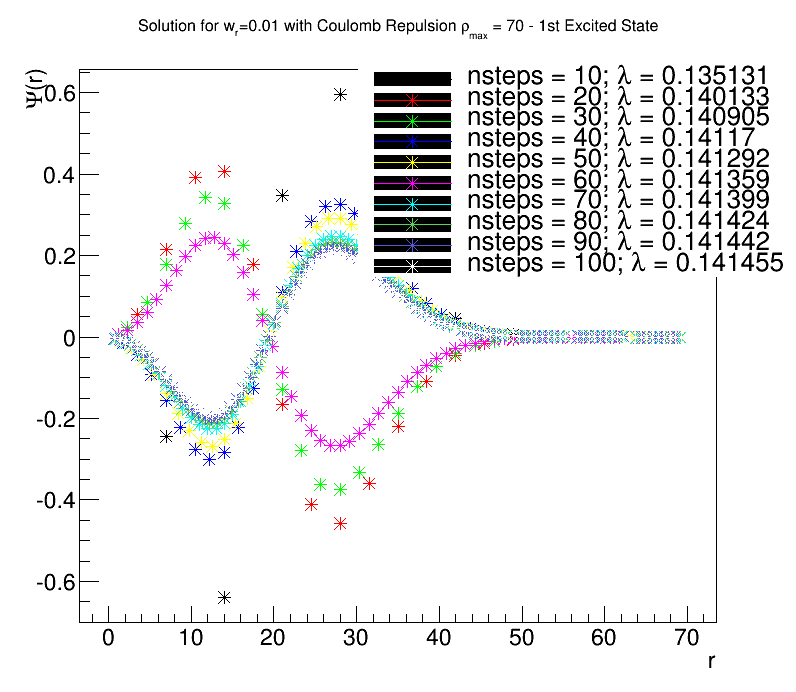 Solution for wr=0.01 with Coulomb Repulsion ρmax = 70 - 1st Excited State
Ψ(r)
nsteps = 10; λ = 0.135131
nsteps = 20; λ = 0.140133
nsteps = 30; λ = 0.140905
nsteps = 40; λ = 0.14117
nsteps = 50; λ = 0.141292
nsteps = 60; λ = 0.141359
nsteps = 70; λ = 0.141399
nsteps = 80; λ = 0.141424
nsteps = 90; λ = 0.141442
nsteps = 100; λ = 0.141455
0.6
0.4
0.2
0
-0.2
-0.4
-0.6
0 10 20 30 40 50 60 70
r